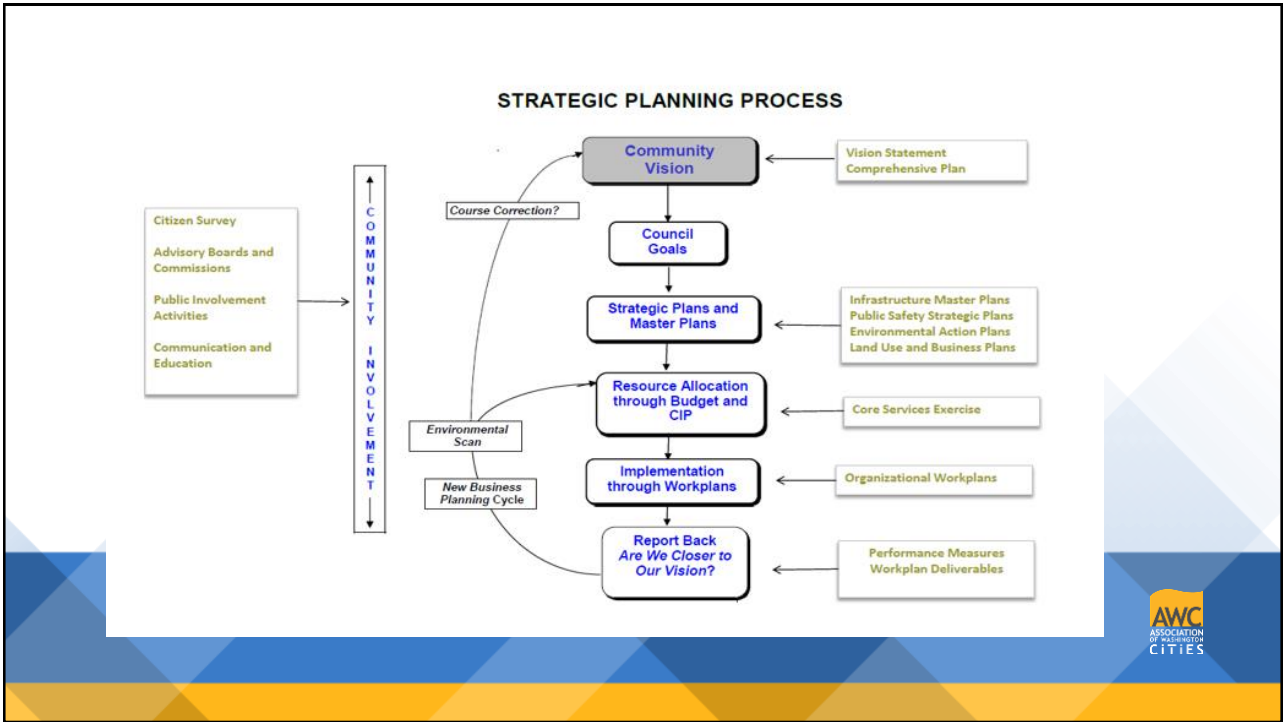 STRATEGIC PLANNING PROCESS
Community
Vision
Vision Statement
Comprehensive Plan
Course Correction?
Citizen Survey
Advisory Boards and
Commissions
Public Involvement
Activities
Communication and
Education
COMMUNITY INVOLVEMENT
Council
Goals
Strategic Plans and
Master Plans
Infrastructure Master Plans
Public Safety Strategic Plans
Environmental Action Plans
Land Use and Business Plans
Resource Allocation
through Budget and
CIP
Core Services Exercise
Environmental
Scan
Implementation
through Workplans
Organizational Workplans
New Business
Planning Cycle
Report Back
Are We Closer to
Our Vision?
Performance Measures
Workplan Deliverables
AWC
ASSOCIATION
OF WASHINGTON
CITIES